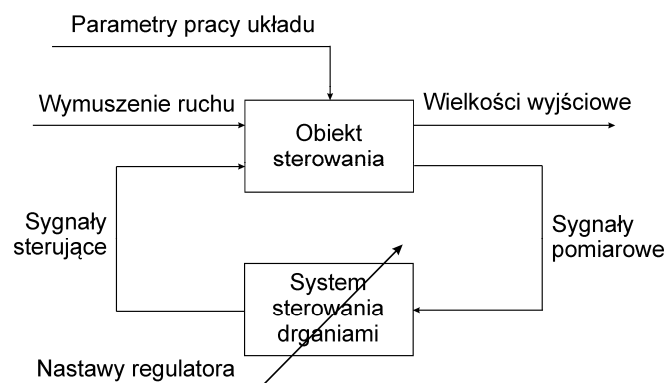 Parametry pracy układu
Wymuszenie ruchu
Wielkości wyjściowe
Obiekt
sterowania
Sygnały
sterujące
Sygnały
pomiarowe
System
sterowania
drganiami
Nastawy regulatora